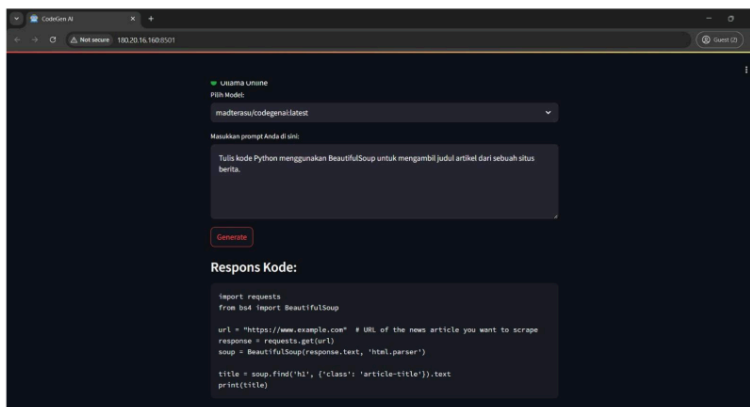 CodeGen AI
Not secure 180.20.16.160:8501
Guest (2)
Ollama Online
Pilih Model:
madterasu/codegenai:latest
Masukkan prompt Anda di sini:
Tulis kode Python menggunakan BeautifulSoup untuk mengambil judul artikel dari sebuah situs
berita.
Generate
Respons Kode:
import requests
from bs4 import BeautifulSoup
url = "https://www.example.com"  # URL of the news article you want to scrape
response = requests.get(url)
soup = BeautifulSoup(response.text, 'html.parser')
title = soup.find('h1', {'class': 'article-title'}).text
print(title)